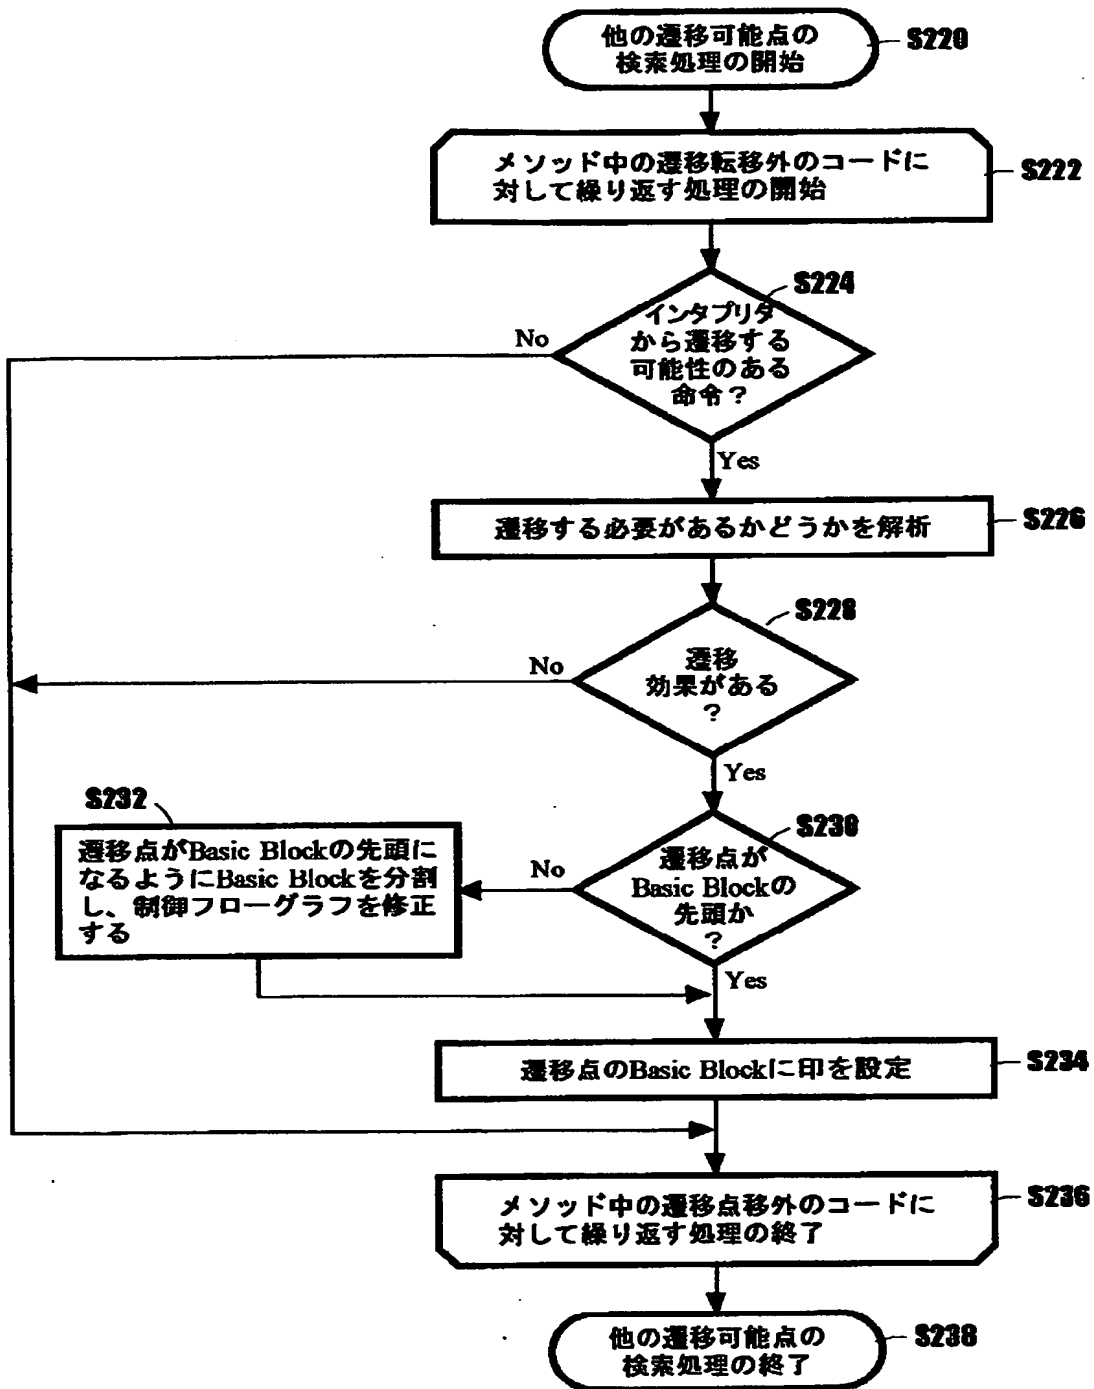 他の遷移可能点の
検索処理の開始
S220
メソッド中の遷移転移外のコードに
対して繰り返す処理の開始
S222
S224
インタプリタ
から遷移する
可能性のある
命令？
No
Yes
遷移する必要があるかどうかを解析
S226
S228
遷移
効果がある
？
No
Yes
S230
遷移点が
Basic Blockの
先頭か
？
No
Yes
S232
遷移点がBasic Blockの先頭に
なるようにBasic Blockを分割
し、制御フローグラフを修正
する
遷移点のBasic Blockに印を設定
S234
メソッド中の遷移点移外のコードに
対して繰り返す処理の終了
S236
他の遷移可能点の
検索処理の終了
S238